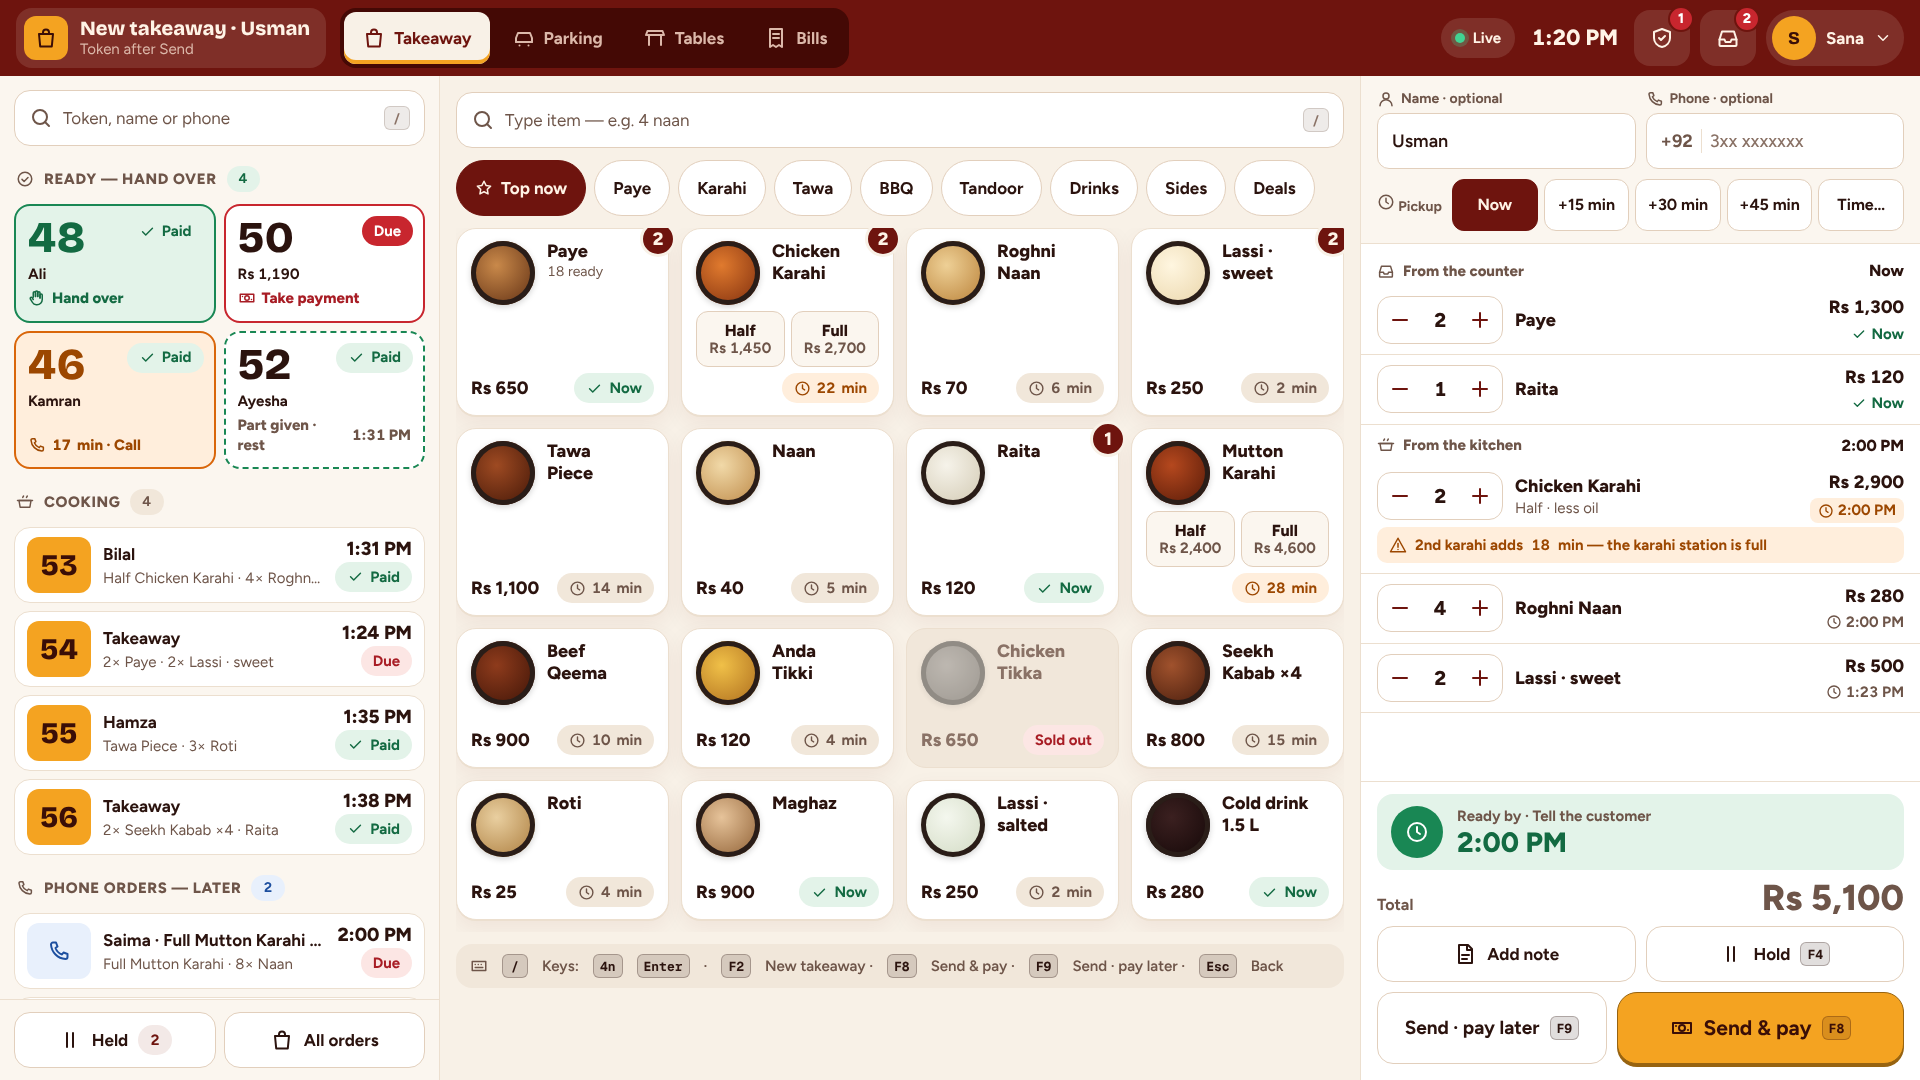 New takeaway · Usman
Token after Send
Takeaway
Parking
Tables
Bills
Live
1:20 PM
1
2
S
Sana
Token, name or phone
/
READY — HAND OVER
4
48
Paid
Ali
Hand over
50
Due
Rs 1,190
Take payment
46
Paid
Kamran
17 min · Call
52
Paid
Ayesha
Part given ·
rest
1:31 PM
COOKING
4
53
Bilal
Half Chicken Karahi · 4× Roghn...
1:31 PM
Paid
54
Takeaway
2× Paye · 2× Lassi · sweet
1:24 PM
Due
55
Hamza
Tawa Piece · 3× Roti
1:35 PM
Paid
56
Takeaway
2× Seekh Kabab ×4 · Raita
1:38 PM
Paid
PHONE ORDERS — LATER
2
Saima · Full Mutton Karahi ...
Full Mutton Karahi · 8× Naan
2:00 PM
Due
Held
2
All orders
Type item — e.g. 4 naan
/
Top now
Paye
Karahi
Tawa
BBQ
Tandoor
Drinks
Sides
Deals
Paye
18 ready
2
Rs 650
Now
Chicken
Karahi
2
Half
Rs 1,450
Full
Rs 2,700
22 min
Roghni
Naan
Rs 70
6 min
Lassi ·
sweet
2
Rs 250
2 min
Tawa
Piece
Rs 1,100
14 min
Naan
Rs 40
5 min
Raita
1
Rs 120
Now
Mutton
Karahi
Half
Rs 2,400
Full
Rs 4,600
28 min
Beef
Qeema
Rs 900
10 min
Anda
Tikki
Rs 120
4 min
Chicken
Tikka
Rs 650
Sold out
Seekh
Kabab ×4
Rs 800
15 min
Roti
Rs 25
4 min
Maghaz
Rs 900
Now
Lassi ·
salted
Rs 250
2 min
Cold drink
1.5 L
Rs 280
Now
/ Keys: 4n Enter · F2 New takeaway · F8 Send & pay · F9 Send · pay later · Esc Back
Name · optional
Usman
Phone · optional
+92
3xx xxxxxxx
Pickup
Now
+15 min
+30 min
+45 min
Time...
From the counter
Now
2
Paye
Rs 1,300
Now
1
Raita
Rs 120
Now
From the kitchen
2:00 PM
2
Chicken Karahi
Half · less oil
Rs 2,900
2:00 PM
2nd karahi adds 18 min — the karahi station is full
4
Roghni Naan
Rs 280
2:00 PM
2
Lassi · sweet
Rs 500
1:23 PM
Ready by · Tell the customer
2:00 PM
Total
Rs 5,100
Add note
Hold F4
Send · pay later F9
Send & pay F8